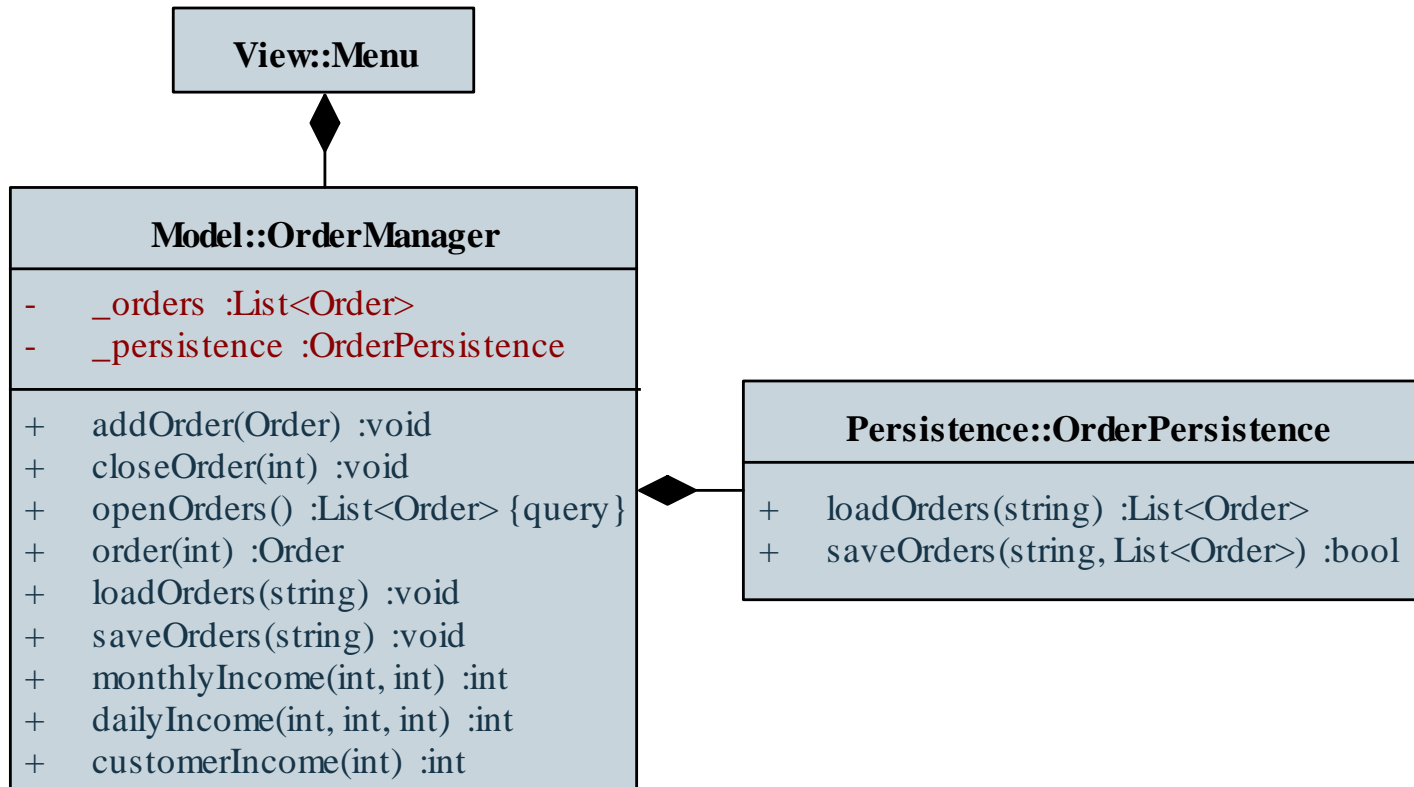 View::Menu
Model::OrderManager
- _orders :List<Order>
- _persistence :OrderPersistence
+ addOrder(Order) :void
+ closeOrder(int) :void
+ openOrders() :List<Order> {query}
+ order(int) :Order
+ loadOrders(string) :void
+ saveOrders(string) :void
+ monthlyIncome(int, int) :int
+ dailyIncome(int, int, int) :int
+ customerIncome(int) :int
Persistence::OrderPersistence
+ loadOrders(string) :List<Order>
+ saveOrders(string, List<Order>) :bool